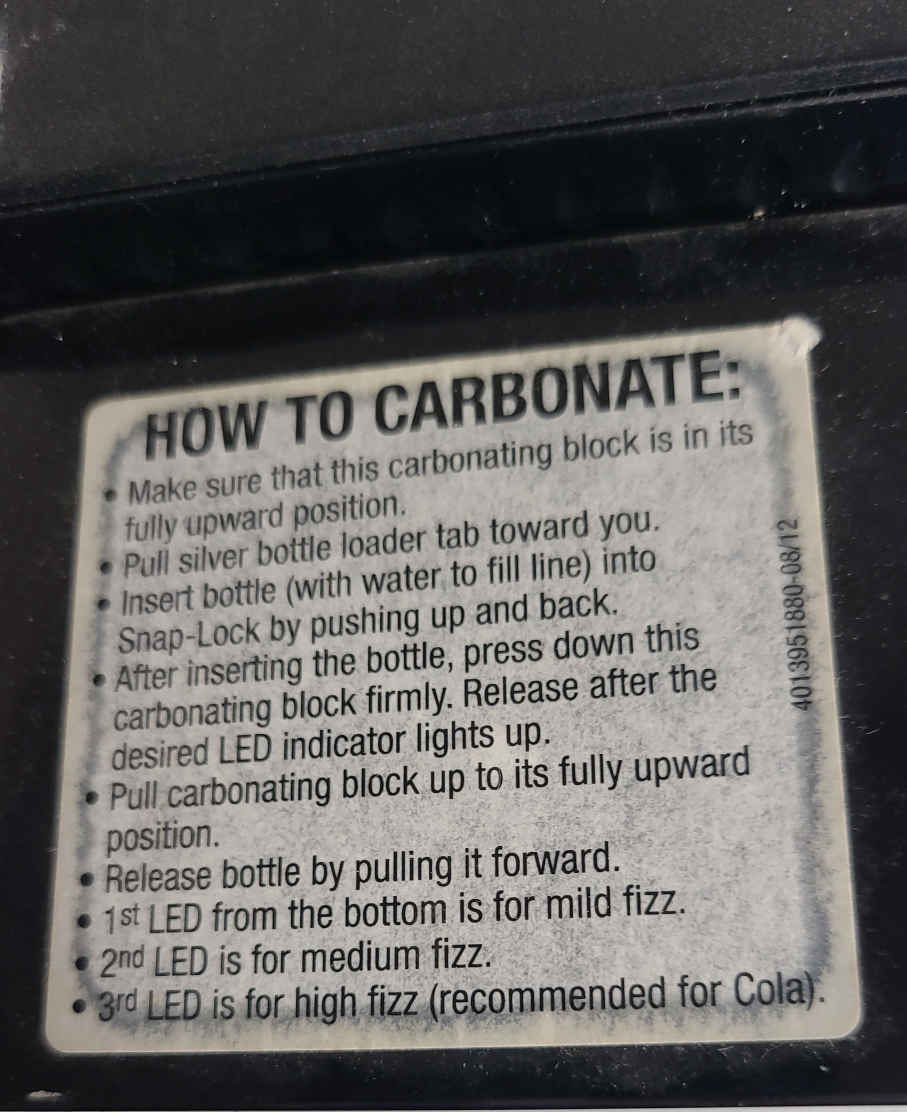 HOW TO CARBONATE:
• Make sure that this carbonating block is in its
fully upward position.
• Pull silver bottle loader tab toward you.
• Insert bottle (with water to fill line) into
Snap-Lock by pushing up and back.
• After inserting the bottle, press down this
carbonating block firmly. Release after the
desired LED indicator lights up.
• Pull carbonating block up to its fully upward
position.
• Release bottle by pulling it forward.
• 1st LED from the bottom is for mild fizz.
• 2nd LED is for medium fizz.
• 3rd LED is for high fizz (recommended for Cola).
4013951880-08/12